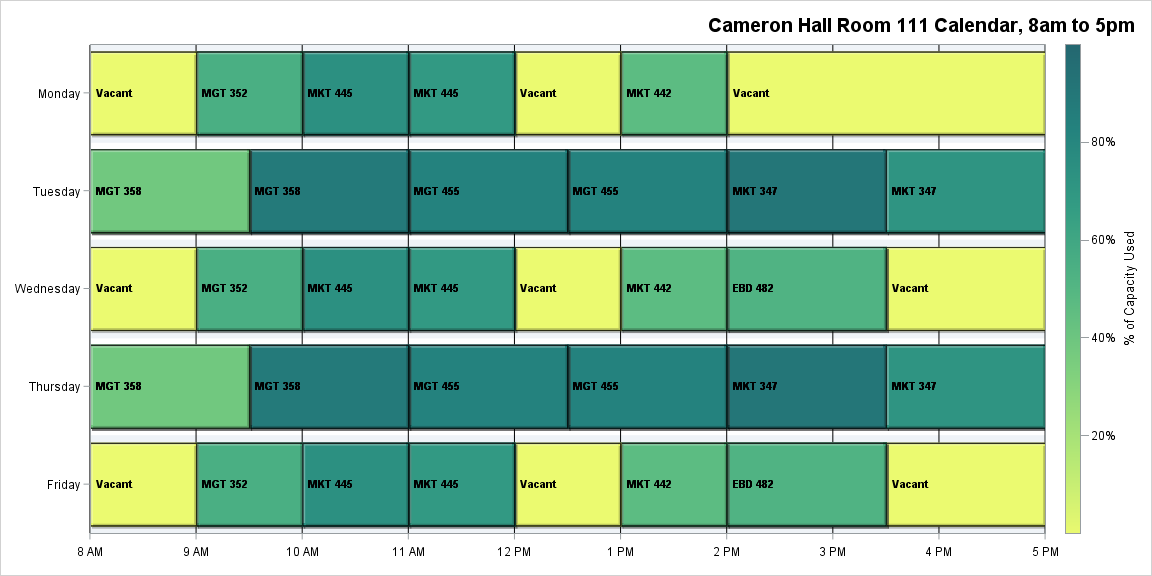 Cameron Hall Room 111 Calendar, 8am to 5pm
Monday
Vacant
MGT 352
MKT 445
MKT 445
Vacant
MKT 442
Vacant
Tuesday
MGT 358
MGT 358
MGT 455
MGT 455
MKT 347
MKT 347
Wednesday
Vacant
MGT 352
MKT 445
MKT 445
Vacant
MKT 442
EBD 482
Vacant
Thursday
MGT 358
MGT 358
MGT 455
MGT 455
MKT 347
MKT 347
Friday
Vacant
MGT 352
MKT 445
MKT 445
Vacant
MKT 442
EBD 482
Vacant
8 AM
9 AM
10 AM
11 AM
12 PM
1 PM
2 PM
3 PM
4 PM
5 PM
80%
60%
40%
20%
% of Capacity Used